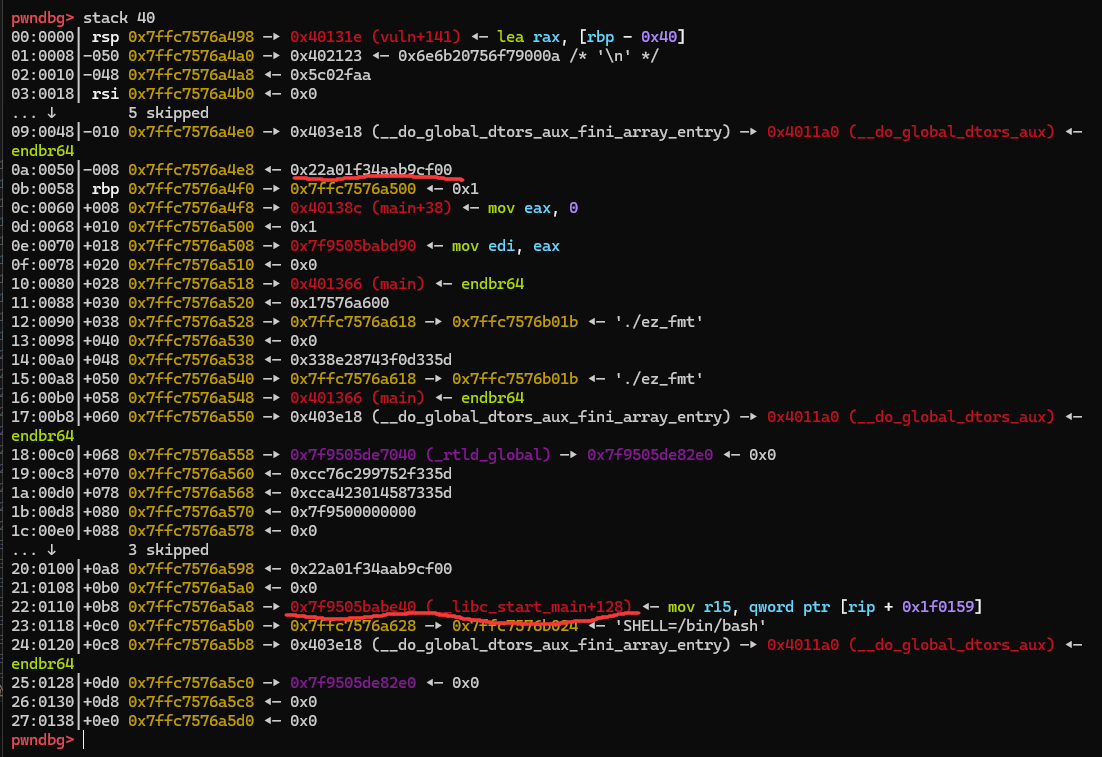 pwndbg> stack 40
00:0000│ rsp 0x7ffc7576a498 —▸ 0x40131e (vuln+141) ◂— lea rax, [rbp - 0x40]
01:0008│-050 0x7ffc7576a4a0 —▸ 0x402123 ◂— 0x6e6b20756f79000a /* '\n' */
02:0010│-048 0x7ffc7576a4a8 ◂— 0x5c02faa
03:0018│ rsi 0x7ffc7576a4b0 ◂— 0x0
... ↓ 5 skipped
09:0048│-010 0x7ffc7576a4e0 —▸ 0x403e18 (__do_global_dtors_aux_fini_array_entry) —▸ 0x4011a0 (__do_global_dtors_aux) ◂—
endbr64
0a:0050│-008 0x7ffc7576a4e8 ◂— 0x22a01f34aab9cf00
0b:0058│ rbp 0x7ffc7576a4f0 —▸ 0x7ffc7576a500 ◂— 0x1
0c:0060│+008 0x7ffc7576a4f8 —▸ 0x40138c (main+38) ◂— mov eax, 0
0d:0068│+010 0x7ffc7576a500 ◂— 0x1
0e:0070│+018 0x7ffc7576a508 —▸ 0x7f9505babd90 ◂— mov edi, eax
0f:0078│+020 0x7ffc7576a510 ◂— 0x0
10:0080│+028 0x7ffc7576a518 —▸ 0x401366 (main) ◂— endbr64
11:0088│+030 0x7ffc7576a520 ◂— 0x17576a600
12:0090│+038 0x7ffc7576a528 —▸ 0x7ffc7576a618 —▸ 0x7ffc7576b01b ◂— './ez_fmt'
13:0098│+040 0x7ffc7576a530 ◂— 0x0
14:00a0│+048 0x7ffc7576a538 ◂— 0x338e28743f0d335d
15:00a8│+050 0x7ffc7576a540 —▸ 0x7ffc7576a618 —▸ 0x7ffc7576b01b ◂— './ez_fmt'
16:00b0│+058 0x7ffc7576a548 —▸ 0x401366 (main) ◂— endbr64
17:00b8│+060 0x7ffc7576a550 —▸ 0x403e18 (__do_global_dtors_aux_fini_array_entry) —▸ 0x4011a0 (__do_global_dtors_aux) ◂—
endbr64
18:00c0│+068 0x7ffc7576a558 —▸ 0x7f9505de7040 (_rtld_global) —▸ 0x7f9505de82e0 ◂— 0x0
19:00c8│+070 0x7ffc7576a560 ◂— 0xcc76c299752f335d
1a:00d0│+078 0x7ffc7576a568 ◂— 0xcca423014587335d
1b:00d8│+080 0x7ffc7576a570 ◂— 0x7f9500000000
1c:00e0│+088 0x7ffc7576a578 ◂— 0x0
... ↓ 3 skipped
20:0100│+0a8 0x7ffc7576a598 ◂— 0x22a01f34aab9cf00
21:0108│+0b0 0x7ffc7576a5a0 ◂— 0x0
22:0110│+0b8 0x7ffc7576a5a8 —▸ 0x7f9505babe40 (__libc_start_main+128) ◂— mov r15, qword ptr [rip + 0x1f0159]
23:0118│+0c0 0x7ffc7576a5b0 —▸ 0x7ffc7576a628 —▸ 0x7ffc7576b024 ◂— 'SHELL=/bin/bash'
24:0120│+0c8 0x7ffc7576a5b8 —▸ 0x403e18 (__do_global_dtors_aux_fini_array_entry) —▸ 0x4011a0 (__do_global_dtors_aux) ◂—
endbr64
25:0128│+0d0 0x7ffc7576a5c0 —▸ 0x7f9505de82e0 ◂— 0x0
26:0130│+0d8 0x7ffc7576a5c8 ◂— 0x0
27:0138│+0e0 0x7ffc7576a5d0 ◂— 0x0
pwndbg>